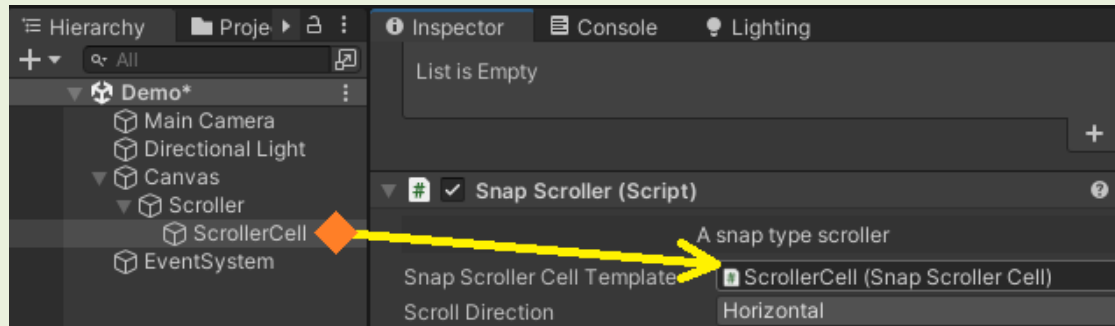 Hierarchy
Proje
All
Demo*
Main Camera
Directional Light
Canvas
Scroller
ScrollerCell
EventSystem
Inspector
Console
Lighting
List is Empty
+
# Snap Scroller (Script)
A snap type scroller
Snap Scroller Cell Template
# ScrollerCell (Snap Scroller Cell)
Scroll Direction
Horizontal